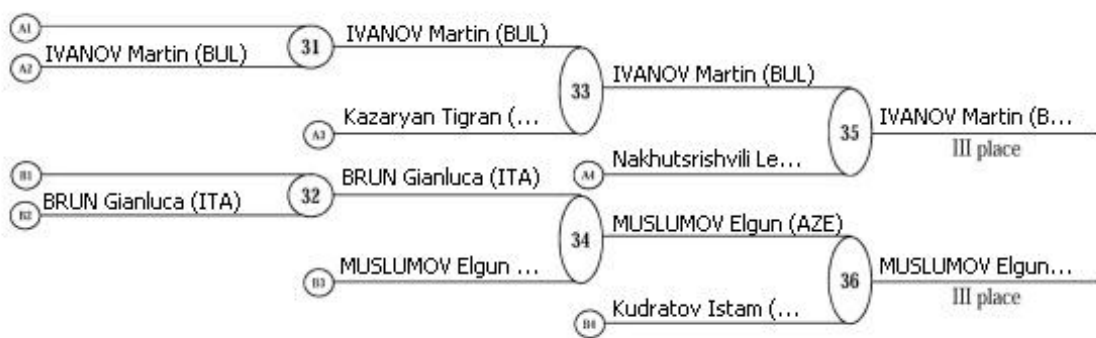 A1
IVANOV Martin (BUL)
31
IVANOV Martin (BUL)
A2
33
IVANOV Martin (BUL)
Kazaryan Tigran (...
A3
35
IVANOV Martin (B...
III place
Nakhutsrishvili Le...
A4
B1
BRUN Gianluca (ITA)
32
BRUN Gianluca (ITA)
B2
34
MUSLUMOV Elgun (AZE)
MUSLUMOV Elgun ...
B3
36
MUSLUMOV Elgun...
III place
Kudratov Istam (...
B4